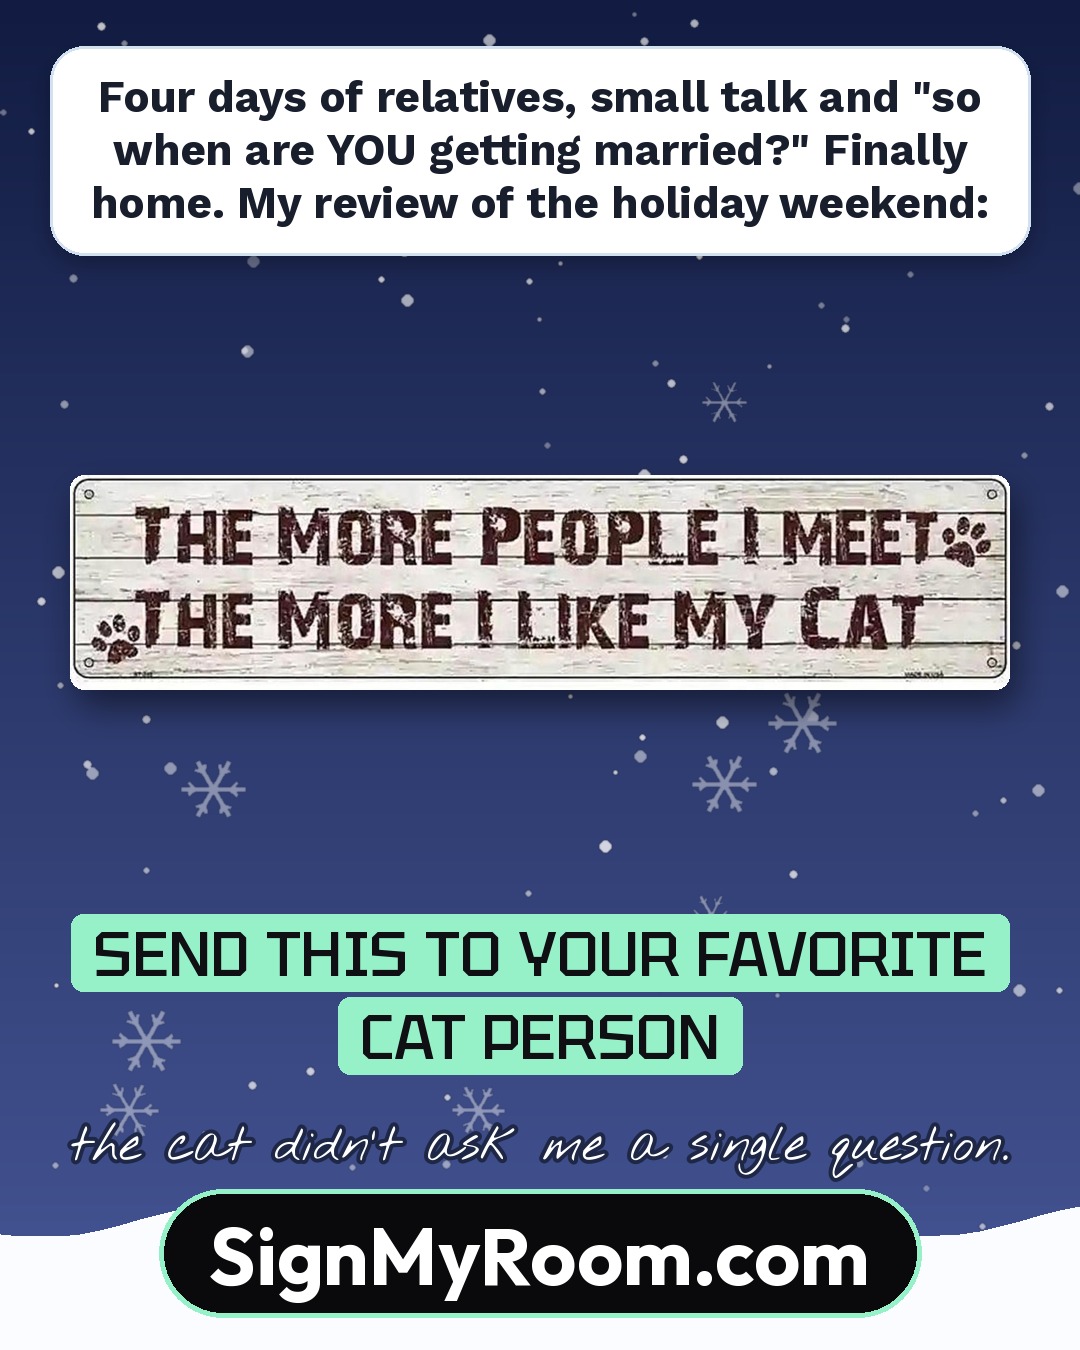 Four days of relatives, small talk and "so
when are YOU getting married?" Finally
home. My review of the holiday weekend:
THE MORE PEOPLE I MEET
THE MORE I LIKE MY CAT
SEND THIS TO YOUR FAVORITE
CAT PERSON
the cat didn't ask me a single question.
SignMyRoom.com